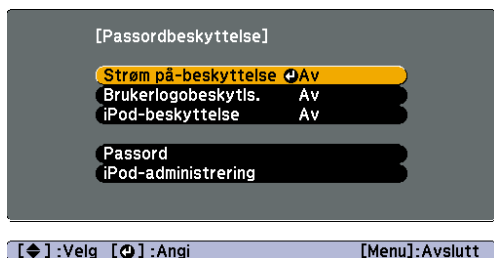 [Passordbeskyttelse]
Strøm på-beskyttelse Av
Brukerlogobeskytls. Av
iPod-beskyttelse Av
Passord
iPod-administrering
[◆] :Velg [↵] :Angi [Menu]:Avslutt